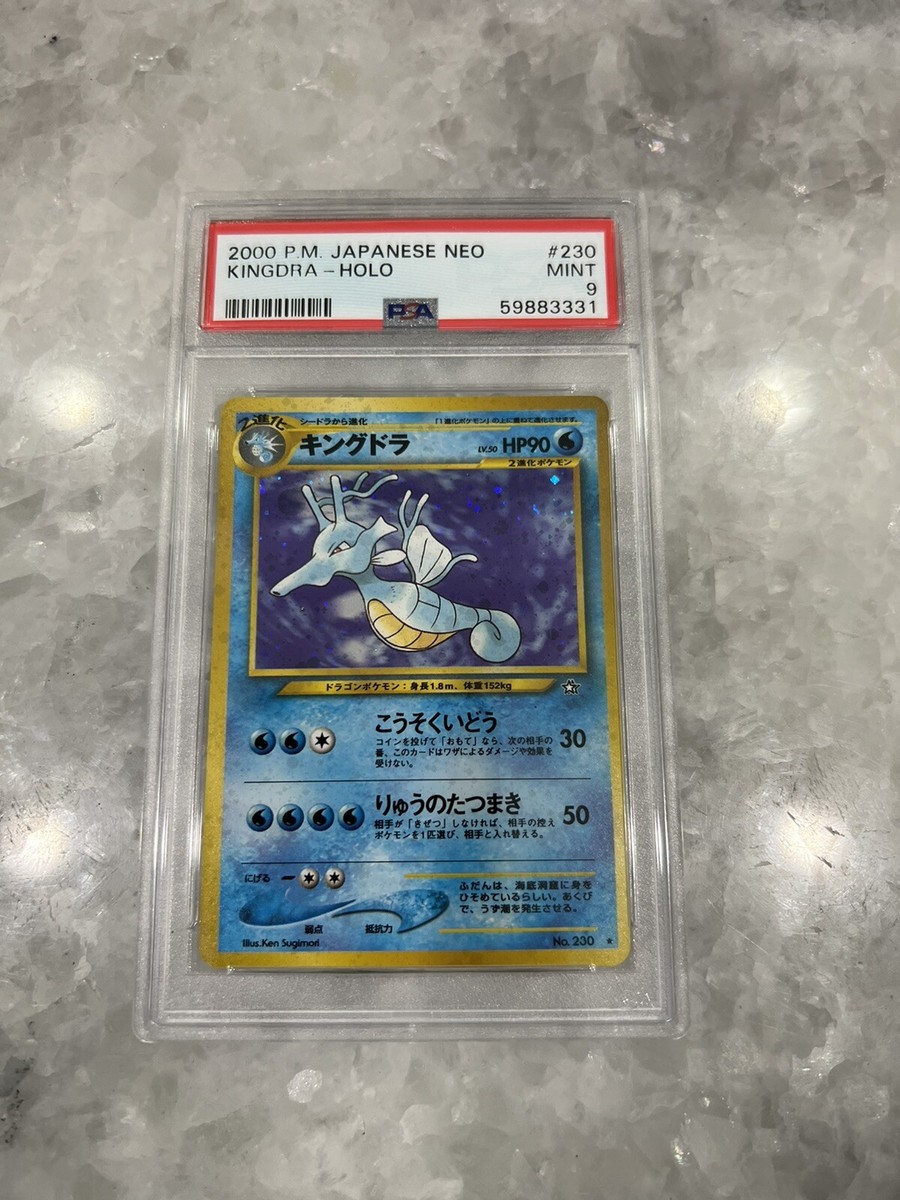 2000 P.M. JAPANESE NEO #230
KINGDRA - HOLO MINT
9
PSA 59883331
2進化 シードラから進化 「1進化ポケモン」の上に重ねて進化させます。
キングドラ LV.50 HP90
2進化ポケモン
ドラゴンポケモン：身長1.8m、体重152kg
こうそくいどう
コインを投げて「おもて」なら、次の相手の
番、このカードはワザによるダメージや効果を
受けない。
30
りゅうのたつまき
相手が「きぜつ」しなければ、相手の控え
ポケモンを1匹選び、相手と入れ替える。
50
にげる
ふだんは、海底洞窟に身を
ひそめているらしい。あくび
で、うず潮を発生させる。
弱点 抵抗力
Illus.Ken Sugimori No. 230